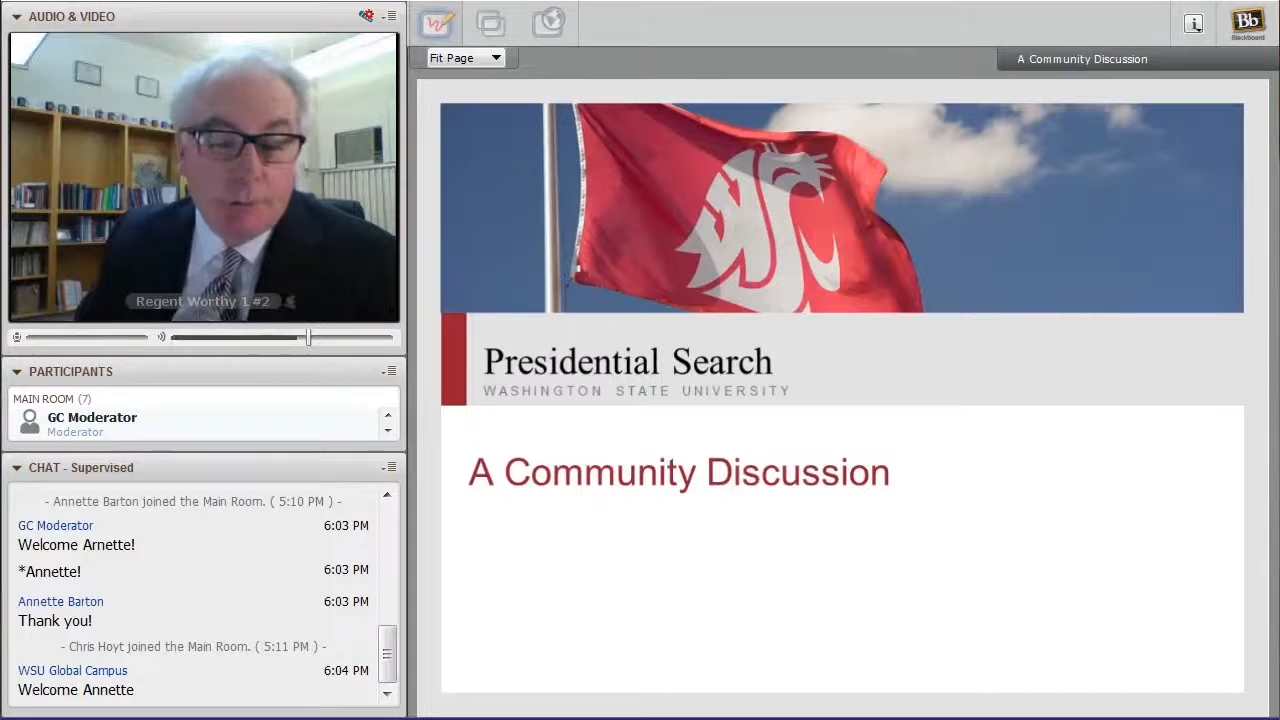 AUDIO & VIDEO
Regent Worthy 1 #2
PARTICIPANTS
MAIN ROOM (7)
GC Moderator
Moderator
CHAT - Supervised
- Annette Barton joined the Main Room. ( 5:10 PM ) -
GC Moderator 6:03 PM
Welcome Arnette!
*Annette! 6:03 PM
Annette Barton 6:03 PM
Thank you!
- Chris Hoyt joined the Main Room. ( 5:11 PM ) -
WSU Global Campus 6:04 PM
Welcome Annette
Fit Page
Bb
Blackboard
A Community Discussion
WSC
Presidential Search
WASHINGTON STATE UNIVERSITY
A Community Discussion